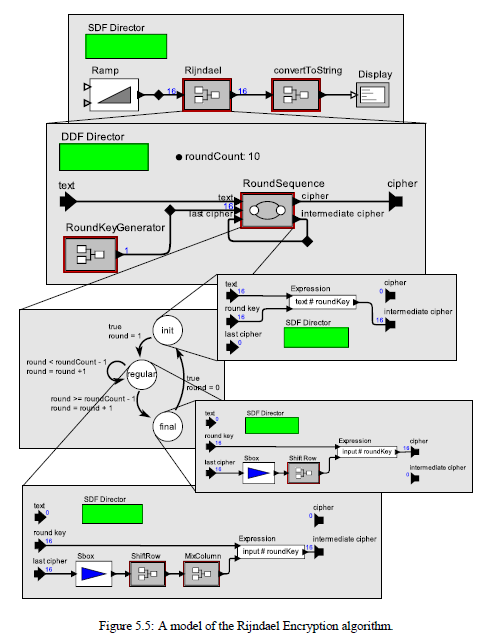 SDF Director
Ramp
Rijndael
convertToString
Display
16
16
DDF Director
roundCount: 10
text
RoundSequence
cipher
text
cipher
16
last cipher
intermediate cipher
RoundKeyGenerator
1
text
16
Expression
cipher
0
round key
text # roundKey
intermediate cipher
16
SDF Director
16
last cipher
0
true
round = 1
init
round < roundCount - 1
round = round +1
regular
true
round = 0
round >= roundCount - 1
round = round + 1
final
text
0
SDF Director
round key
16
Expression
cipher
input # roundKey
16
last cipher
Sbox
ShiftRow
16
intermediate cipher
0
text
0
SDF Director
cipher
0
round key
16
Expression
intermediate cipher
input # roundKey
16
last cipher
Sbox
ShiftRow
MixColumn
16
Figure 5.5: A model of the Rijndael Encryption algorithm.